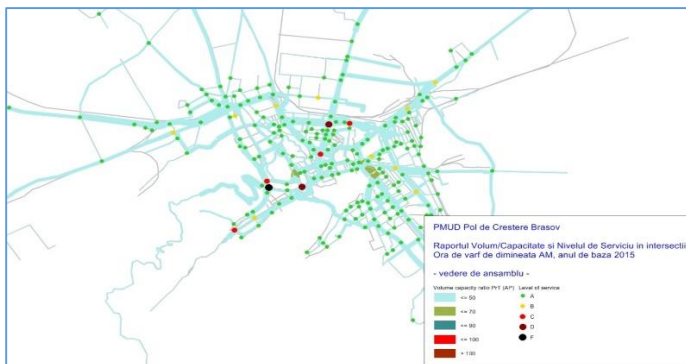 PMUD Pol de Crestere Brasov
Raportul Volum/Capacitate si Nivelul de Serviciu in intersectii
Ora de varf de dimineata AM, anul de baza 2015
- vedere de ansamblu -
Volume capacity ratio PrT (AP) Level of service
<= 50 A
<= 70 B
<= 90 C
<= 100 D
> 100 F